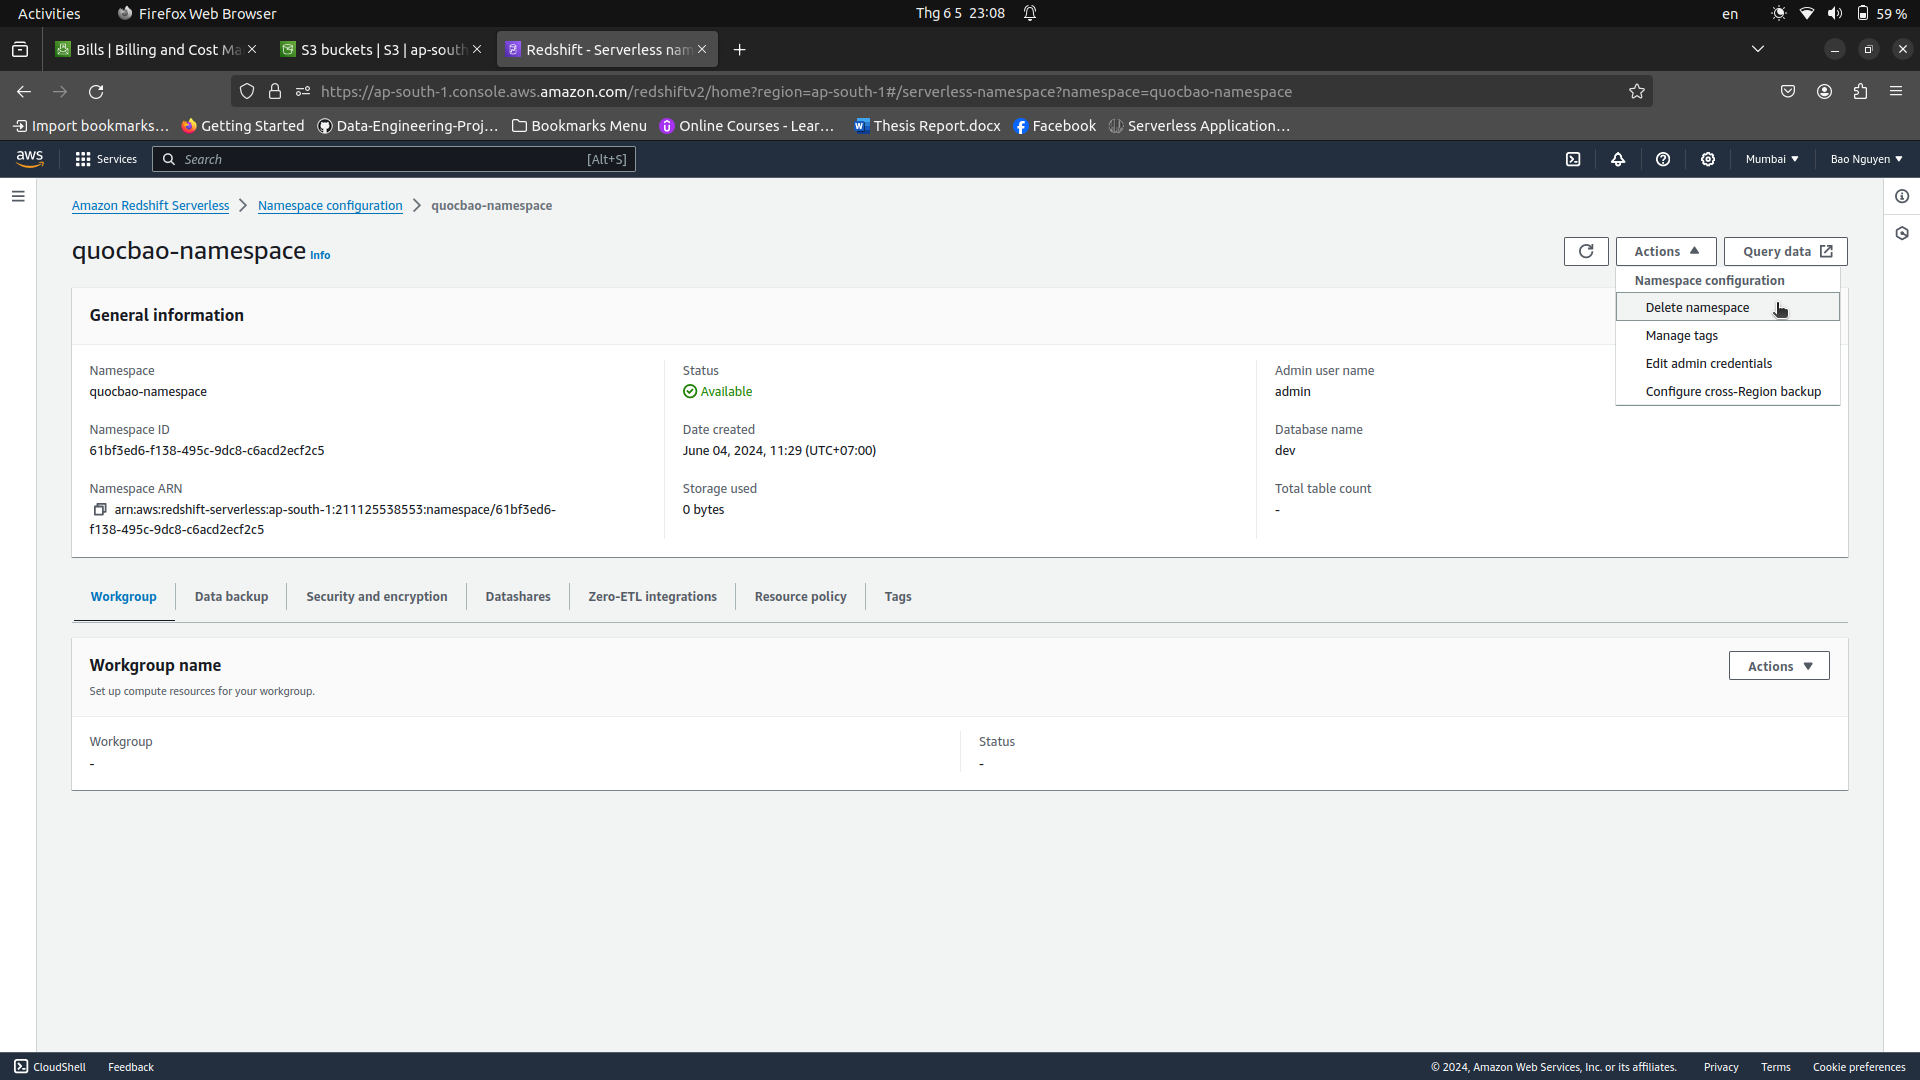 Activities
Firefox Web Browser
Thg 6 5 23:08
en
59 %
Bills | Billing and Cost Ma
S3 buckets | S3 | ap-south
Redshift - Serverless nam
https://ap-south-1.console.aws.amazon.com/redshiftv2/home?region=ap-south-1#/serverless-namespace?namespace=quocbao-namespace
Import bookmarks...
Getting Started
Data-Engineering-Proj...
Bookmarks Menu
Online Courses - Lear...
Thesis Report.docx
Facebook
Serverless Application...
aws
Services
Search
[Alt+S]
Mumbai
Bao Nguyen
Amazon Redshift Serverless
Namespace configuration
quocbao-namespace
quocbao-namespace Info
Actions
Query data
Namespace configuration
Delete namespace
Manage tags
Edit admin credentials
Configure cross-Region backup
General information
Namespace
quocbao-namespace
Namespace ID
61bf3ed6-f138-495c-9dc8-c6acd2ecf2c5
Namespace ARN
arn:aws:redshift-serverless:ap-south-1:211125538553:namespace/61bf3ed6-
f138-495c-9dc8-c6acd2ecf2c5
Status
Available
Date created
June 04, 2024, 11:29 (UTC+07:00)
Storage used
0 bytes
Admin user name
admin
Database name
dev
Total table count
-
Workgroup
Data backup
Security and encryption
Datashares
Zero-ETL integrations
Resource policy
Tags
Workgroup name
Set up compute resources for your workgroup.
Actions
Workgroup
-
Status
-
CloudShell
Feedback
© 2024, Amazon Web Services, Inc. or its affiliates.
Privacy
Terms
Cookie preferences